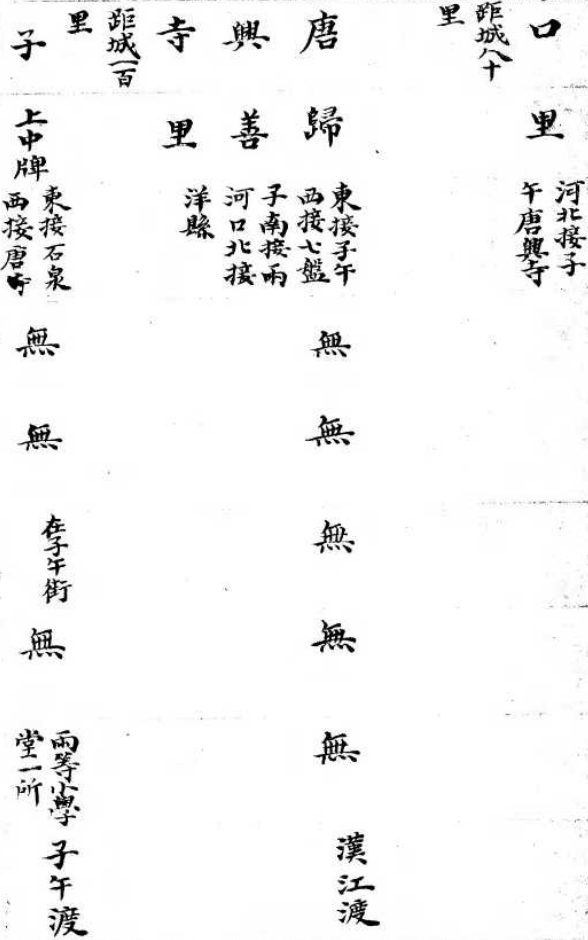 口
距城八十
里
里
河北接子
午唐興寺
唐
興
寺
距城一百
里
歸
善
里
東接子午
西接七盤
子南接兩
河口北接
洋縣
無
無
無
無
無
漢江渡
子
上中牌
東接石泉
西接唐
無
無
在子午街
無
兩等小學
堂一所
子午渡